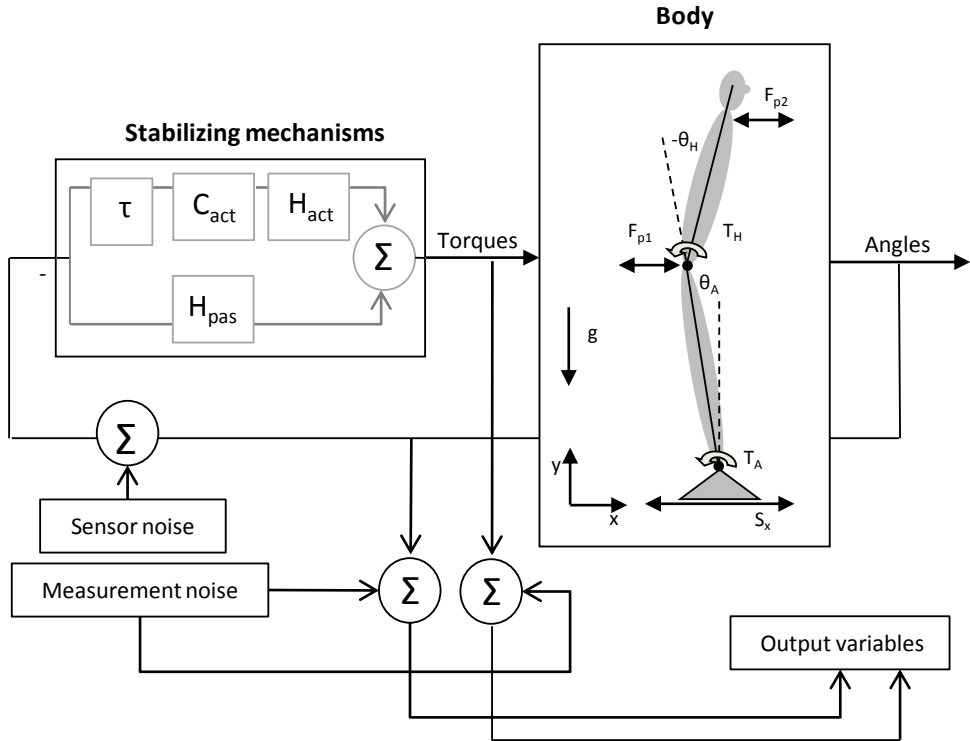 Body
Stabilizing mechanisms
τ
C_act
H_act
Σ
H_pas
-
Torques
F_p2
-θ_H
F_p1
T_H
θ_A
g
T_A
y
x
S_x
Angles
Σ
Sensor noise
Measurement noise
Σ
Σ
Output variables